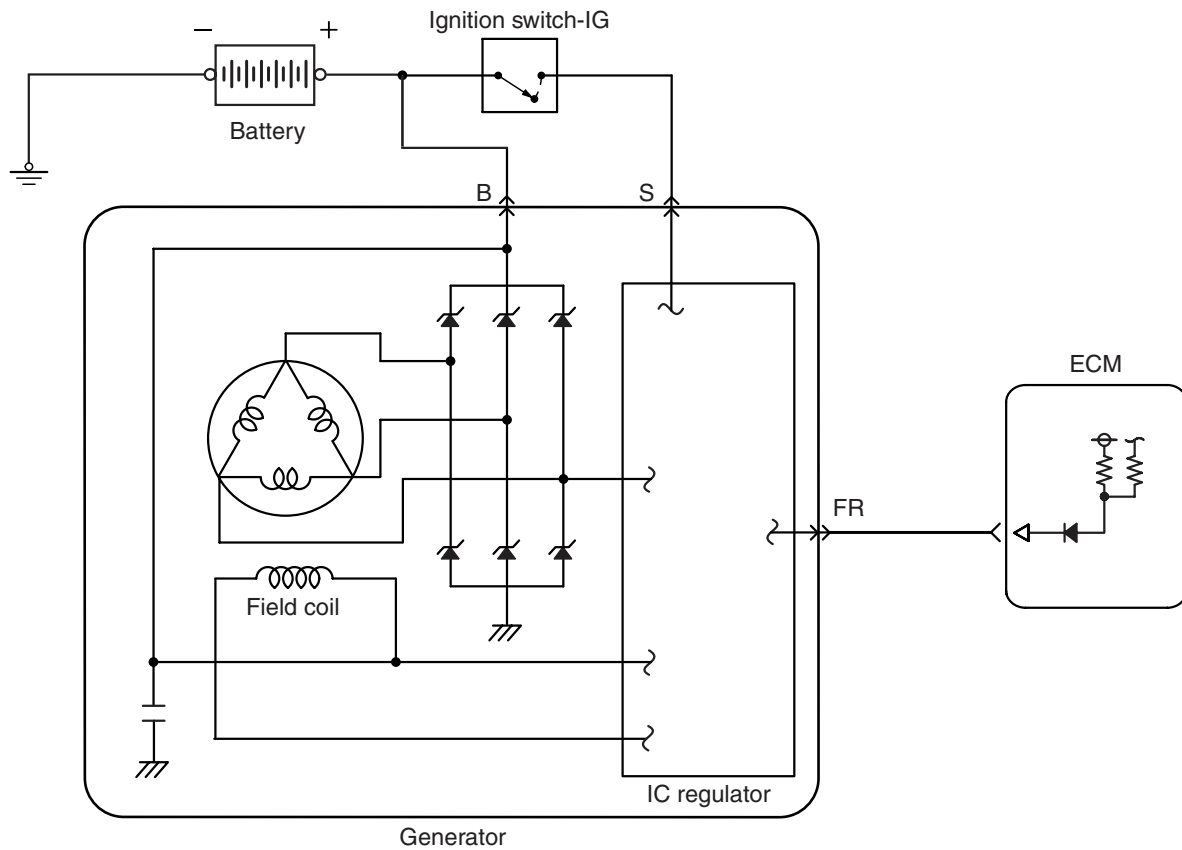 Ignition switch-IG
− +
Battery
B S
ECM
FR
Field coil
IC regulator
Generator